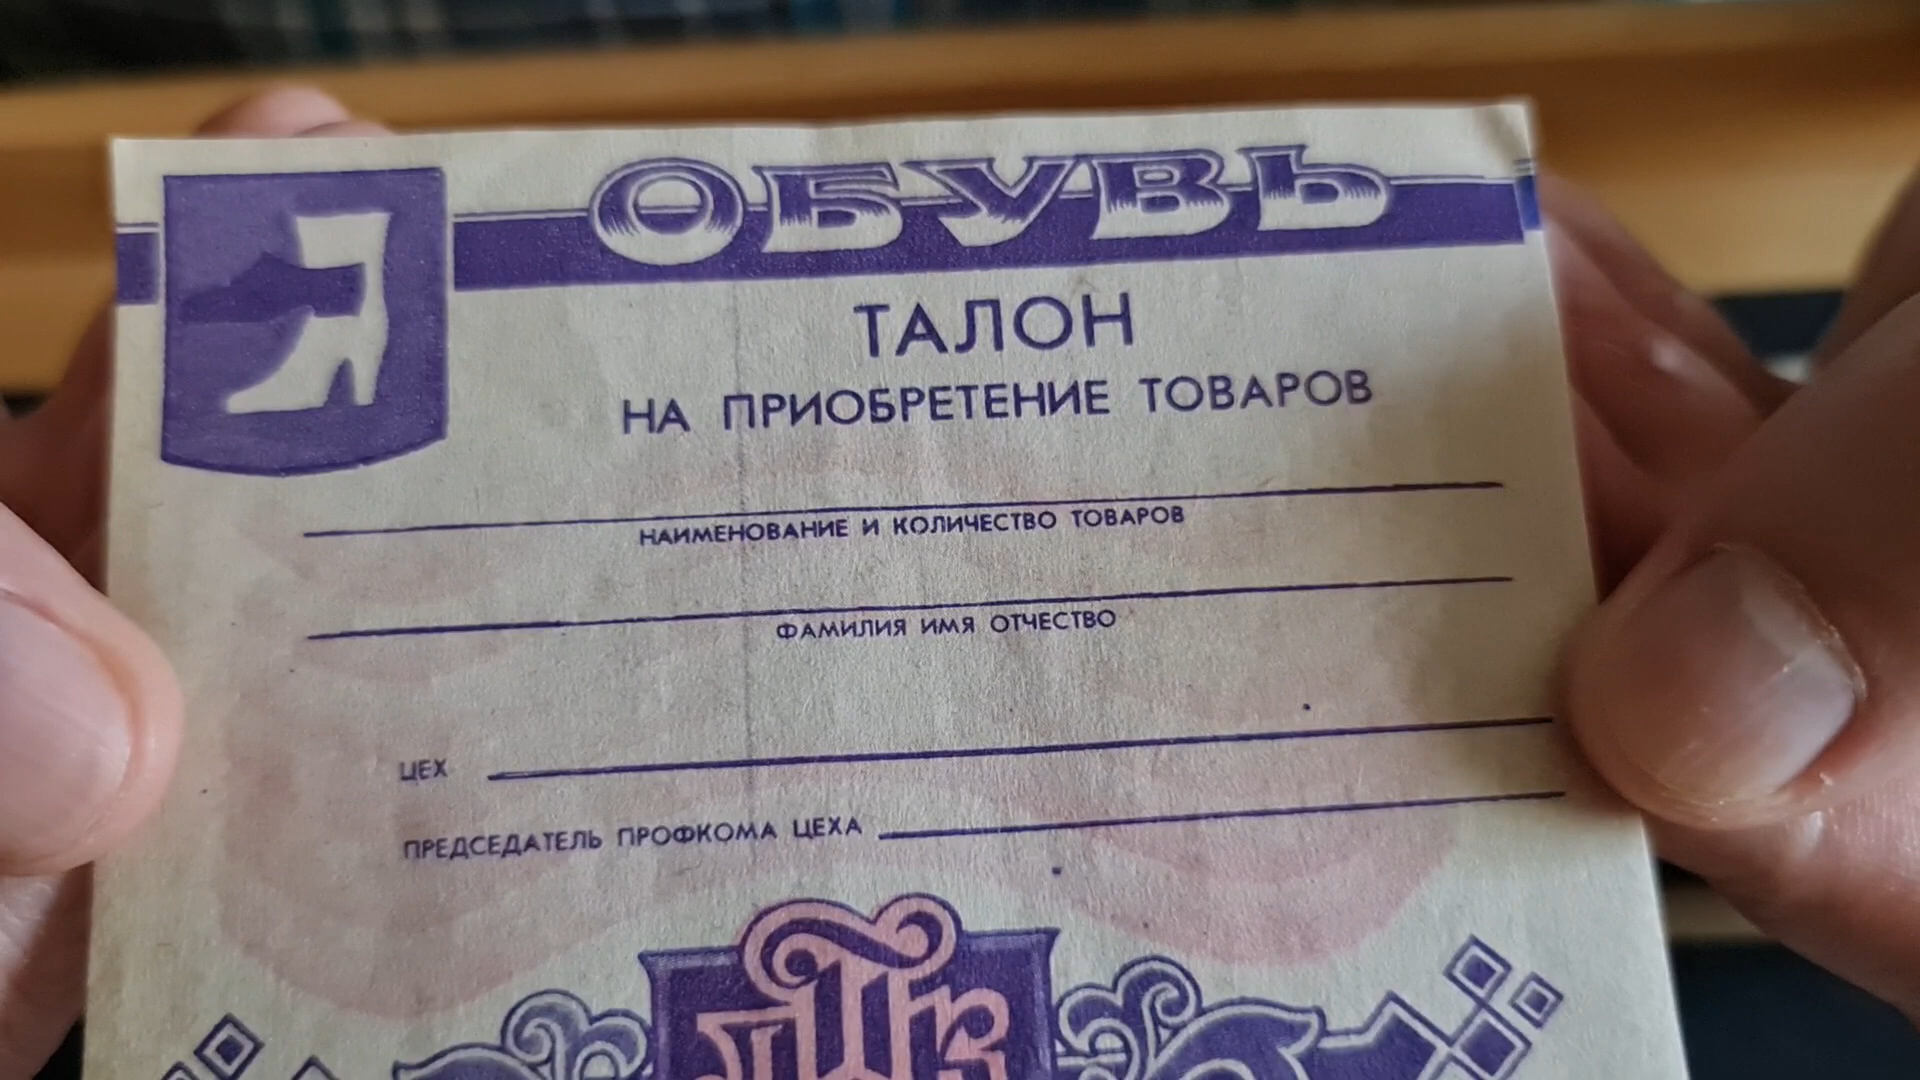 ОБУВЬ
ТАЛОН
НА ПРИОБРЕТЕНИЕ ТОВАРОВ
НАИМЕНОВАНИЕ И КОЛИЧЕСТВО ТОВАРОВ
ФАМИЛИЯ ИМЯ ОТЧЕСТВО
ЦЕХ
ПРЕДСЕДАТЕЛЬ ПРОФКОМА ЦЕХА